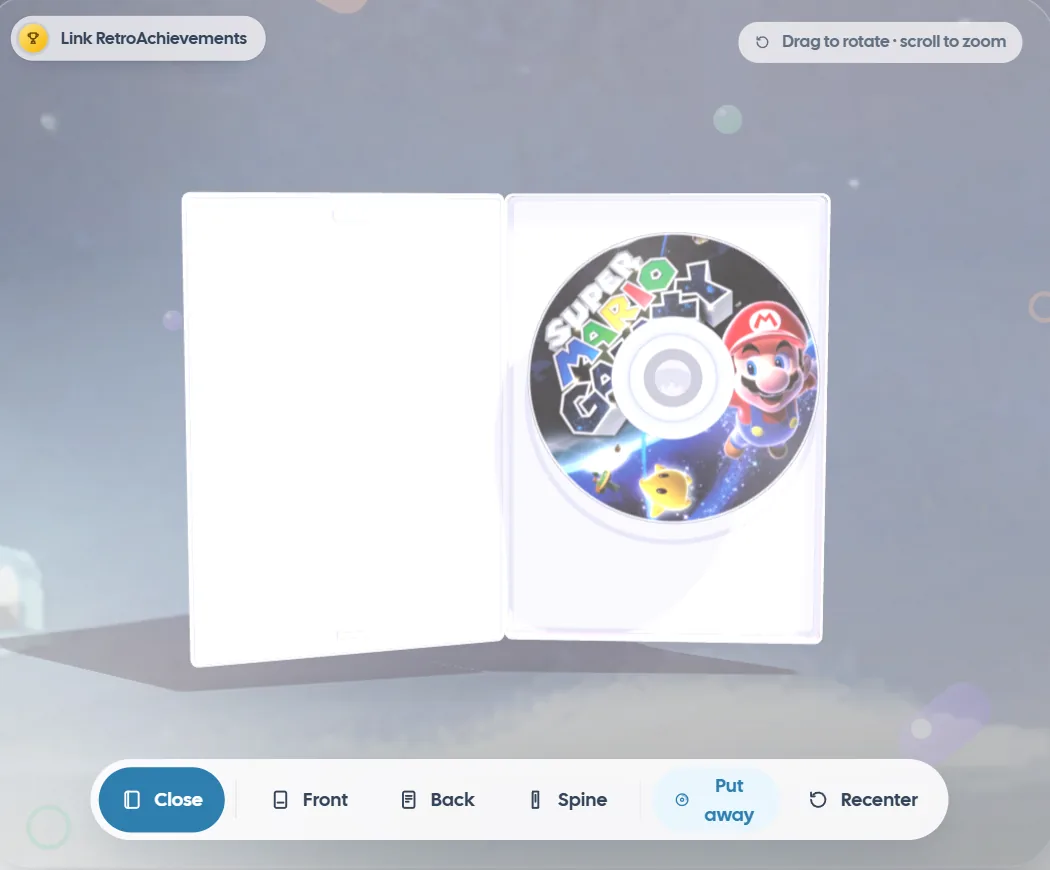 Link RetroAchievements
Drag to rotate · scroll to zoom
SUPER
MARIO
GALAXY
M
Close
Front
Back
Spine
Put
away
Recenter